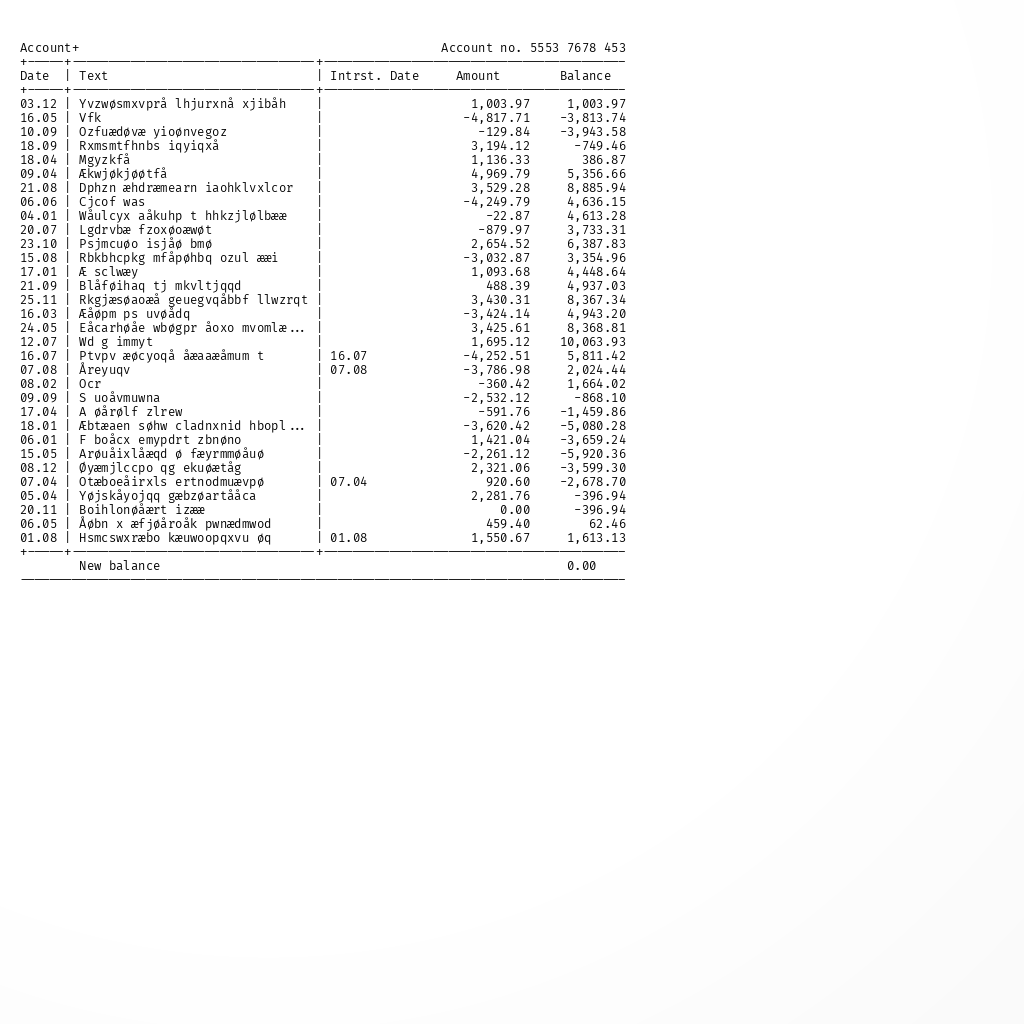 Account+ Account no. 5553 7678 453
Date | Text | Intrst. Date Amount Balance
03.12 | Yvzwøsmxvprå lhjurxnå xjibåh | 1,003.97 1,003.97
16.05 | Vfk | -4,817.71 -3,813.74
10.09 | Ozfuædøvæ yioønvegoz | -129.84 -3,943.58
18.09 | Rxmsmtfhnbs iqyiqxå | 3,194.12 -749.46
18.04 | Mgyzkfå | 1,136.33 386.87
09.04 | Ækwjøkjøøtfå | 4,969.79 5,356.66
21.08 | Dphzn æhdræmearn iaohklvxlcor | 3,529.28 8,885.94
06.06 | Cjcof was | -4,249.79 4,636.15
04.01 | Wåulcyx aåkuhp t hhkzjlølbææ | -22.87 4,613.28
20.07 | Lgdrvbæ fzoxøoæwøt | -879.97 3,733.31
23.10 | Psjmcuøo isjåø bmø | 2,654.52 6,387.83
15.08 | Rbkbhcpkg mfåpøhbq ozul ææi | -3,032.87 3,354.96
17.01 | Æ sclwæy | 1,093.68 4,448.64
21.09 | Blåføihaq tj mkvltjqqd | 488.39 4,937.03
25.11 | Rkgjæsøaoæå geuegvqåbbf llwzrqt | 3,430.31 8,367.34
16.03 | Æåøpm ps uvøådq | -3,424.14 4,943.20
24.05 | Eåcarhøåe wbøgpr åoxo mvomlæ... | 3,425.61 8,368.81
12.07 | Wd g immyt | 1,695.12 10,063.93
16.07 | Ptvpv æøcyoqå åæaaæåmum t | 16.07 -4,252.51 5,811.42
07.08 | Åreyuqv | 07.08 -3,786.98 2,024.44
08.02 | Ocr | -360.42 1,664.02
09.09 | S uoåvmuwna | -2,532.12 -868.10
17.04 | A øårølf zlrew | -591.76 -1,459.86
18.01 | Æbtæaen søhw cladnxnid hbopl... | -3,620.42 -5,080.28
06.01 | F boåcx emypdrt zbnøno | 1,421.04 -3,659.24
15.05 | Arøuåixlåæqd ø fæyrmmøåuø | -2,261.12 -5,920.36
08.12 | Øyæmjlccpo qg ekuøætåg | 2,321.06 -3,599.30
07.04 | Otæboeåirxls ertnodmuævpø | 07.04 920.60 -2,678.70
05.04 | Yøjskåyojqq gæbzøartååca | 2,281.76 -396.94
20.11 | Boihlonøåært izææ | 0.00 -396.94
06.05 | Åøbn x æfjøåroåk pwnædmwod | 459.40 62.46
01.08 | Hsmcswxræbo kæuwoopqxvu øq | 01.08 1,550.67 1,613.13
New balance 0.00